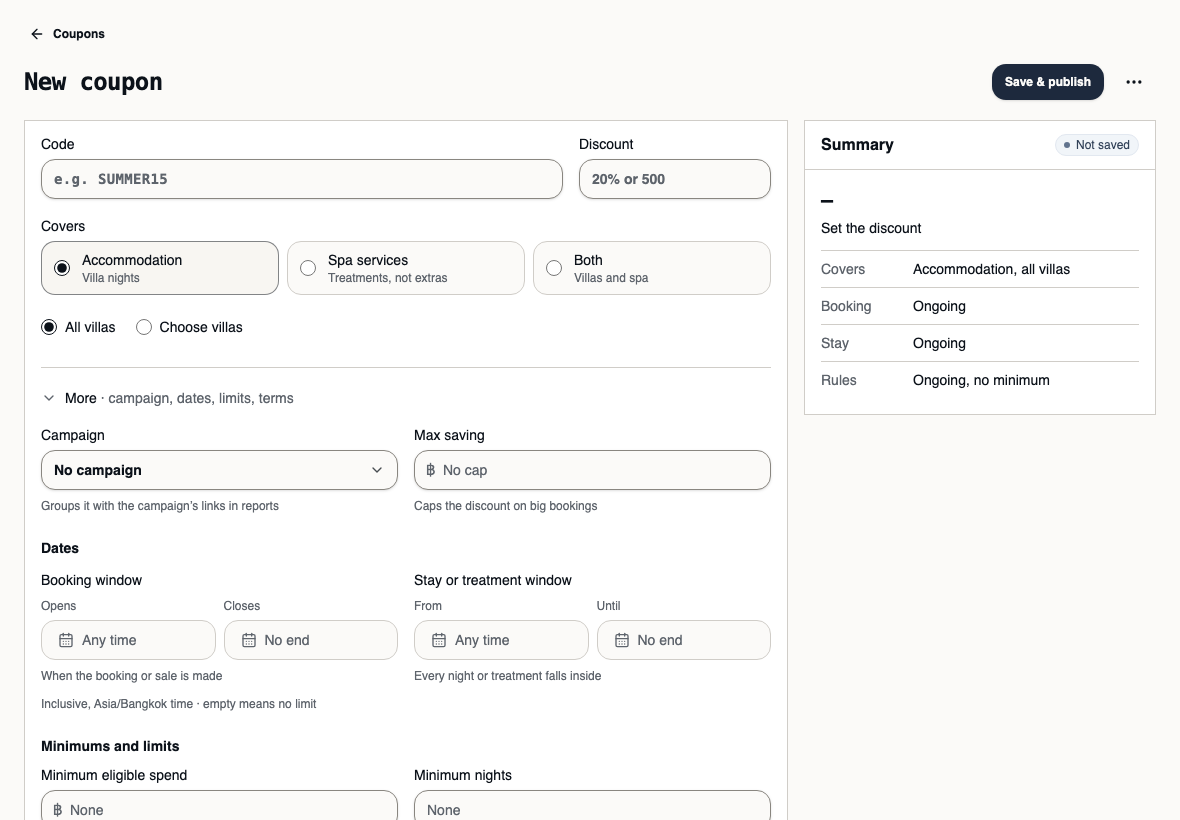 Coupons
New coupon
Save & publish
Code
Discount
e.g. SUMMER15
20% or 500
Covers
Accommodation
Villa nights
Spa services
Treatments, not extras
Both
Villas and spa
All villas
Choose villas
More · campaign, dates, limits, terms
Campaign
Max saving
No campaign
฿ No cap
Groups it with the campaign's links in reports
Caps the discount on big bookings
Dates
Booking window
Stay or treatment window
Opens
Closes
From
Until
Any time
No end
Any time
No end
When the booking or sale is made
Every night or treatment falls inside
Inclusive, Asia/Bangkok time · empty means no limit
Minimums and limits
Minimum eligible spend
Minimum nights
฿ None
None
Summary
Not saved
–
Set the discount
Covers Accommodation, all villas
Booking Ongoing
Stay Ongoing
Rules Ongoing, no minimum